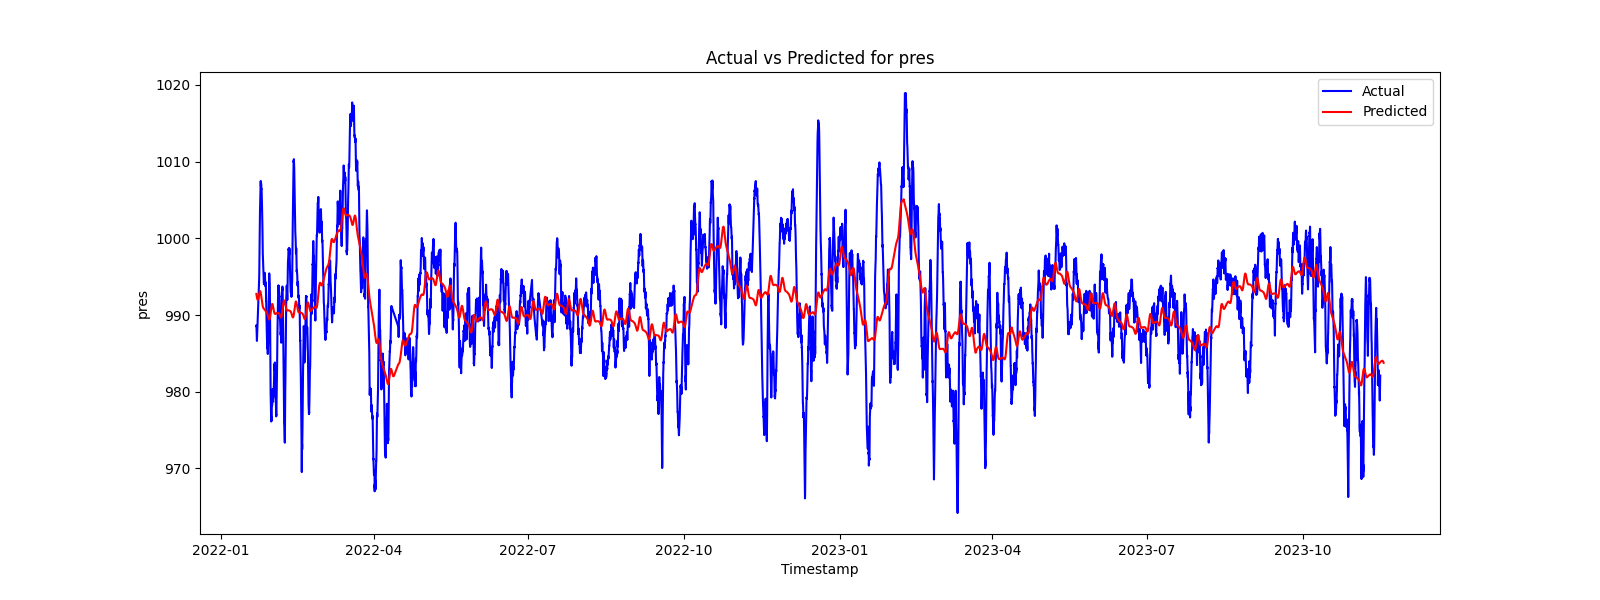 Actual vs Predicted for pres
Actual
Predicted
1020
1010
1000
990
980
970
pres
2022-01
2022-04
2022-07
2022-10
2023-01
2023-04
2023-07
2023-10
Timestamp